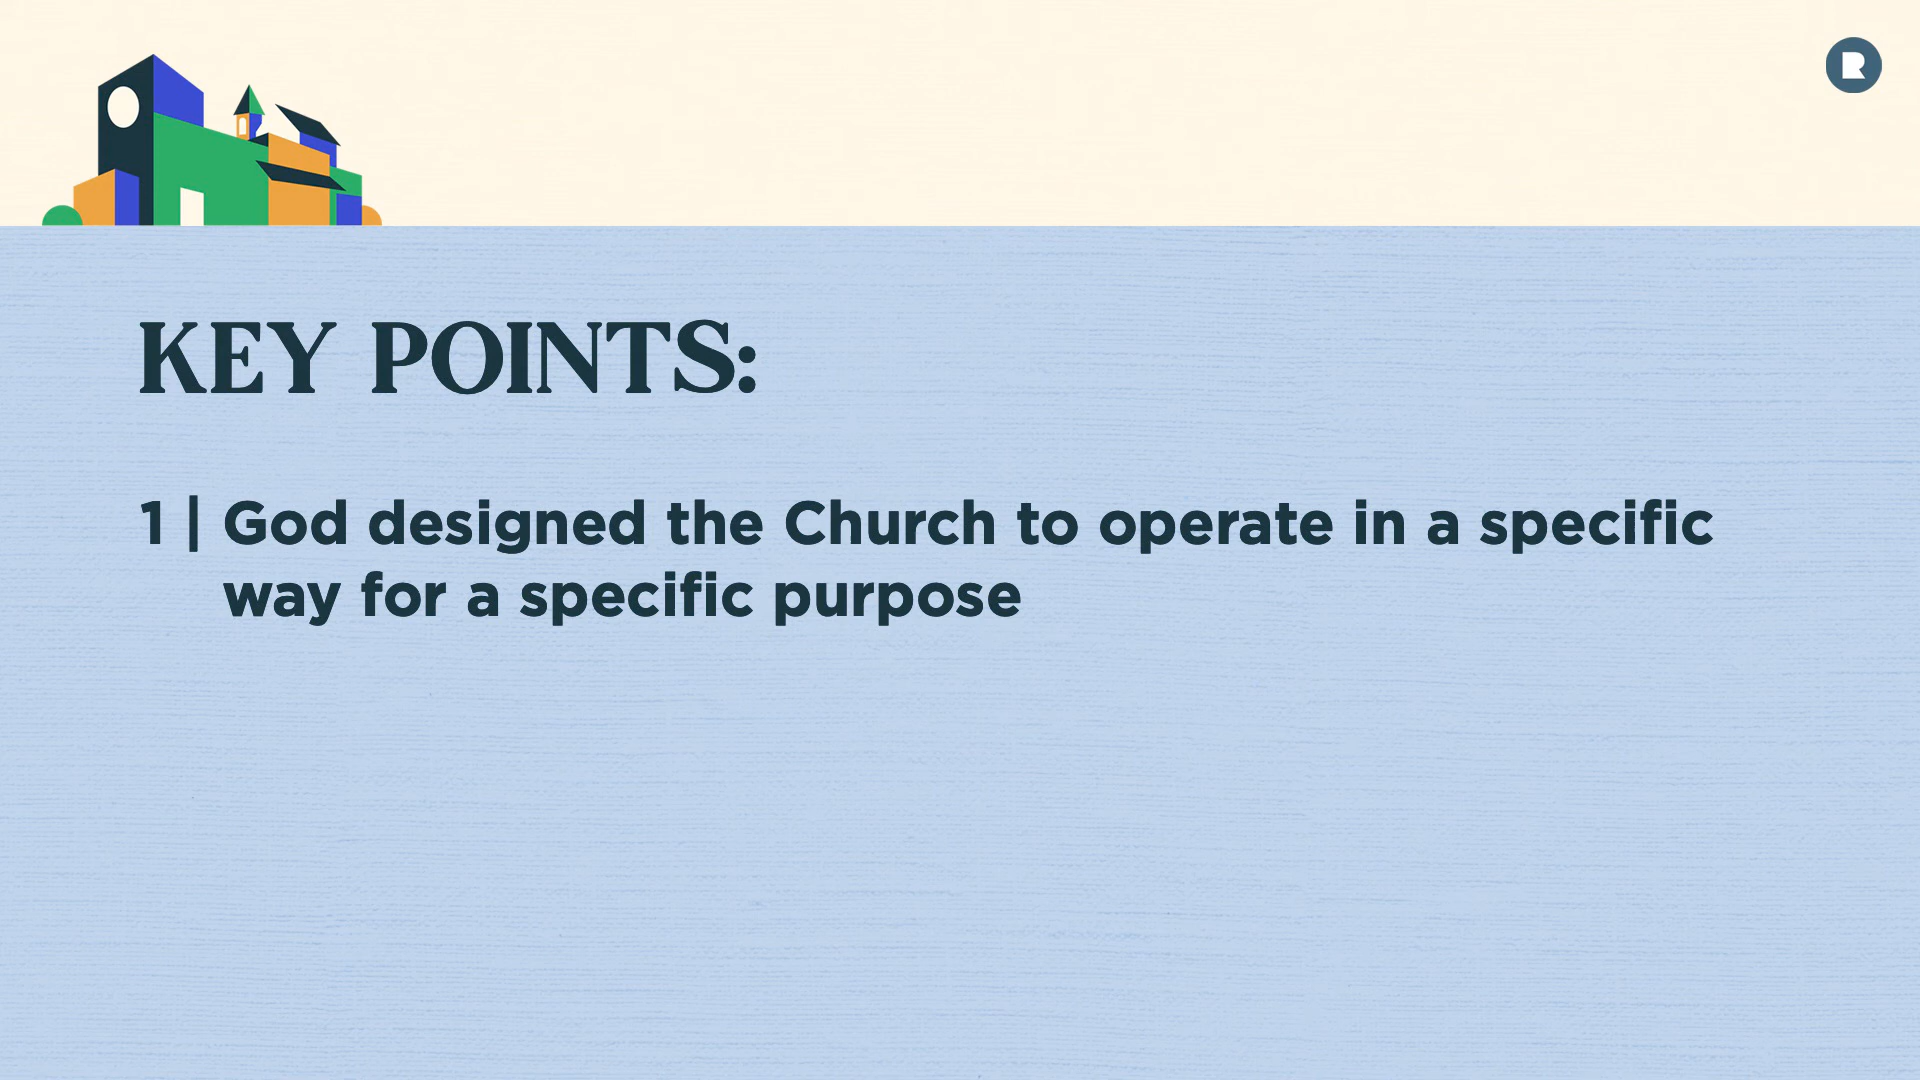 R
KEY POINTS:
1 | God designed the Church to operate in a specific
way for a specific purpose